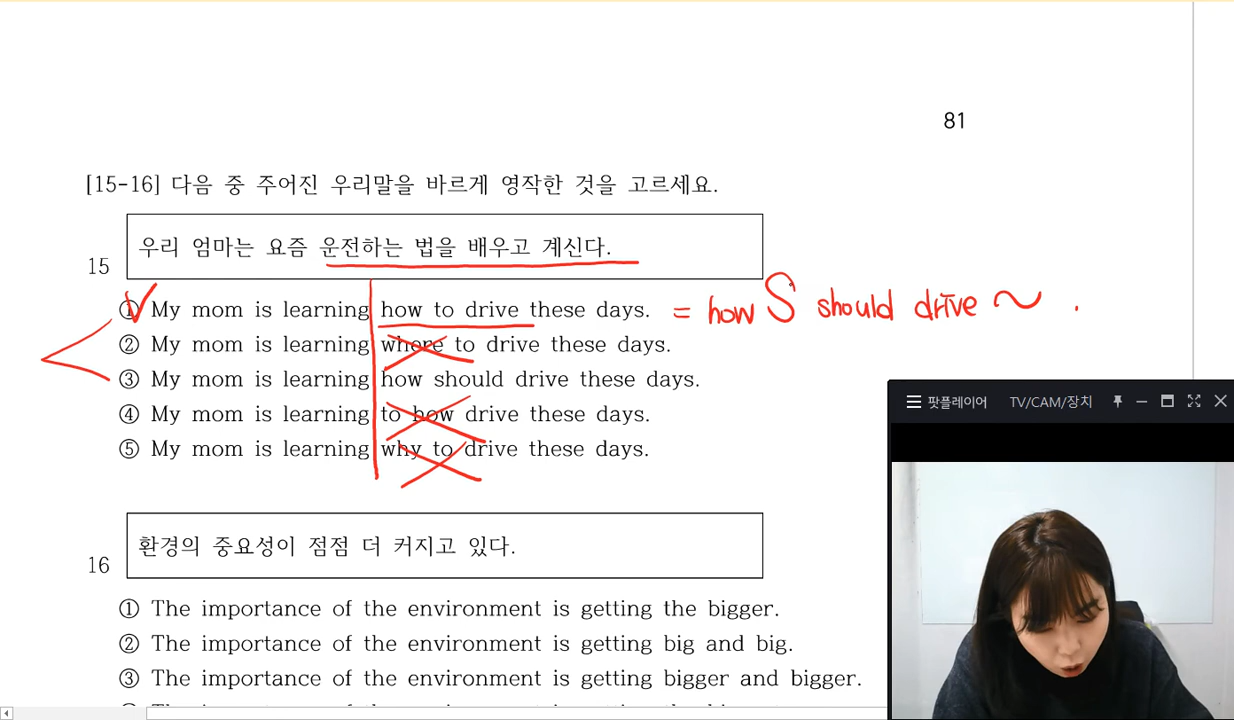 81
[15-16] 다음 중 주어진 우리말을 바르게 영작한 것을 고르세요.
15 우리 엄마는 요즘 운전하는 법을 배우고 계신다.
① My mom is learning how to drive these days. = how S should drive ~ .
② My mom is learning where to drive these days.
③ My mom is learning how should drive these days.
④ My mom is learning to how drive these days.
⑤ My mom is learning why to drive these days.
팟플레이어 TV/CAM/장치
16 환경의 중요성이 점점 더 커지고 있다.
① The importance of the environment is getting the bigger.
② The importance of the environment is getting big and big.
③ The importance of the environment is getting bigger and bigger.